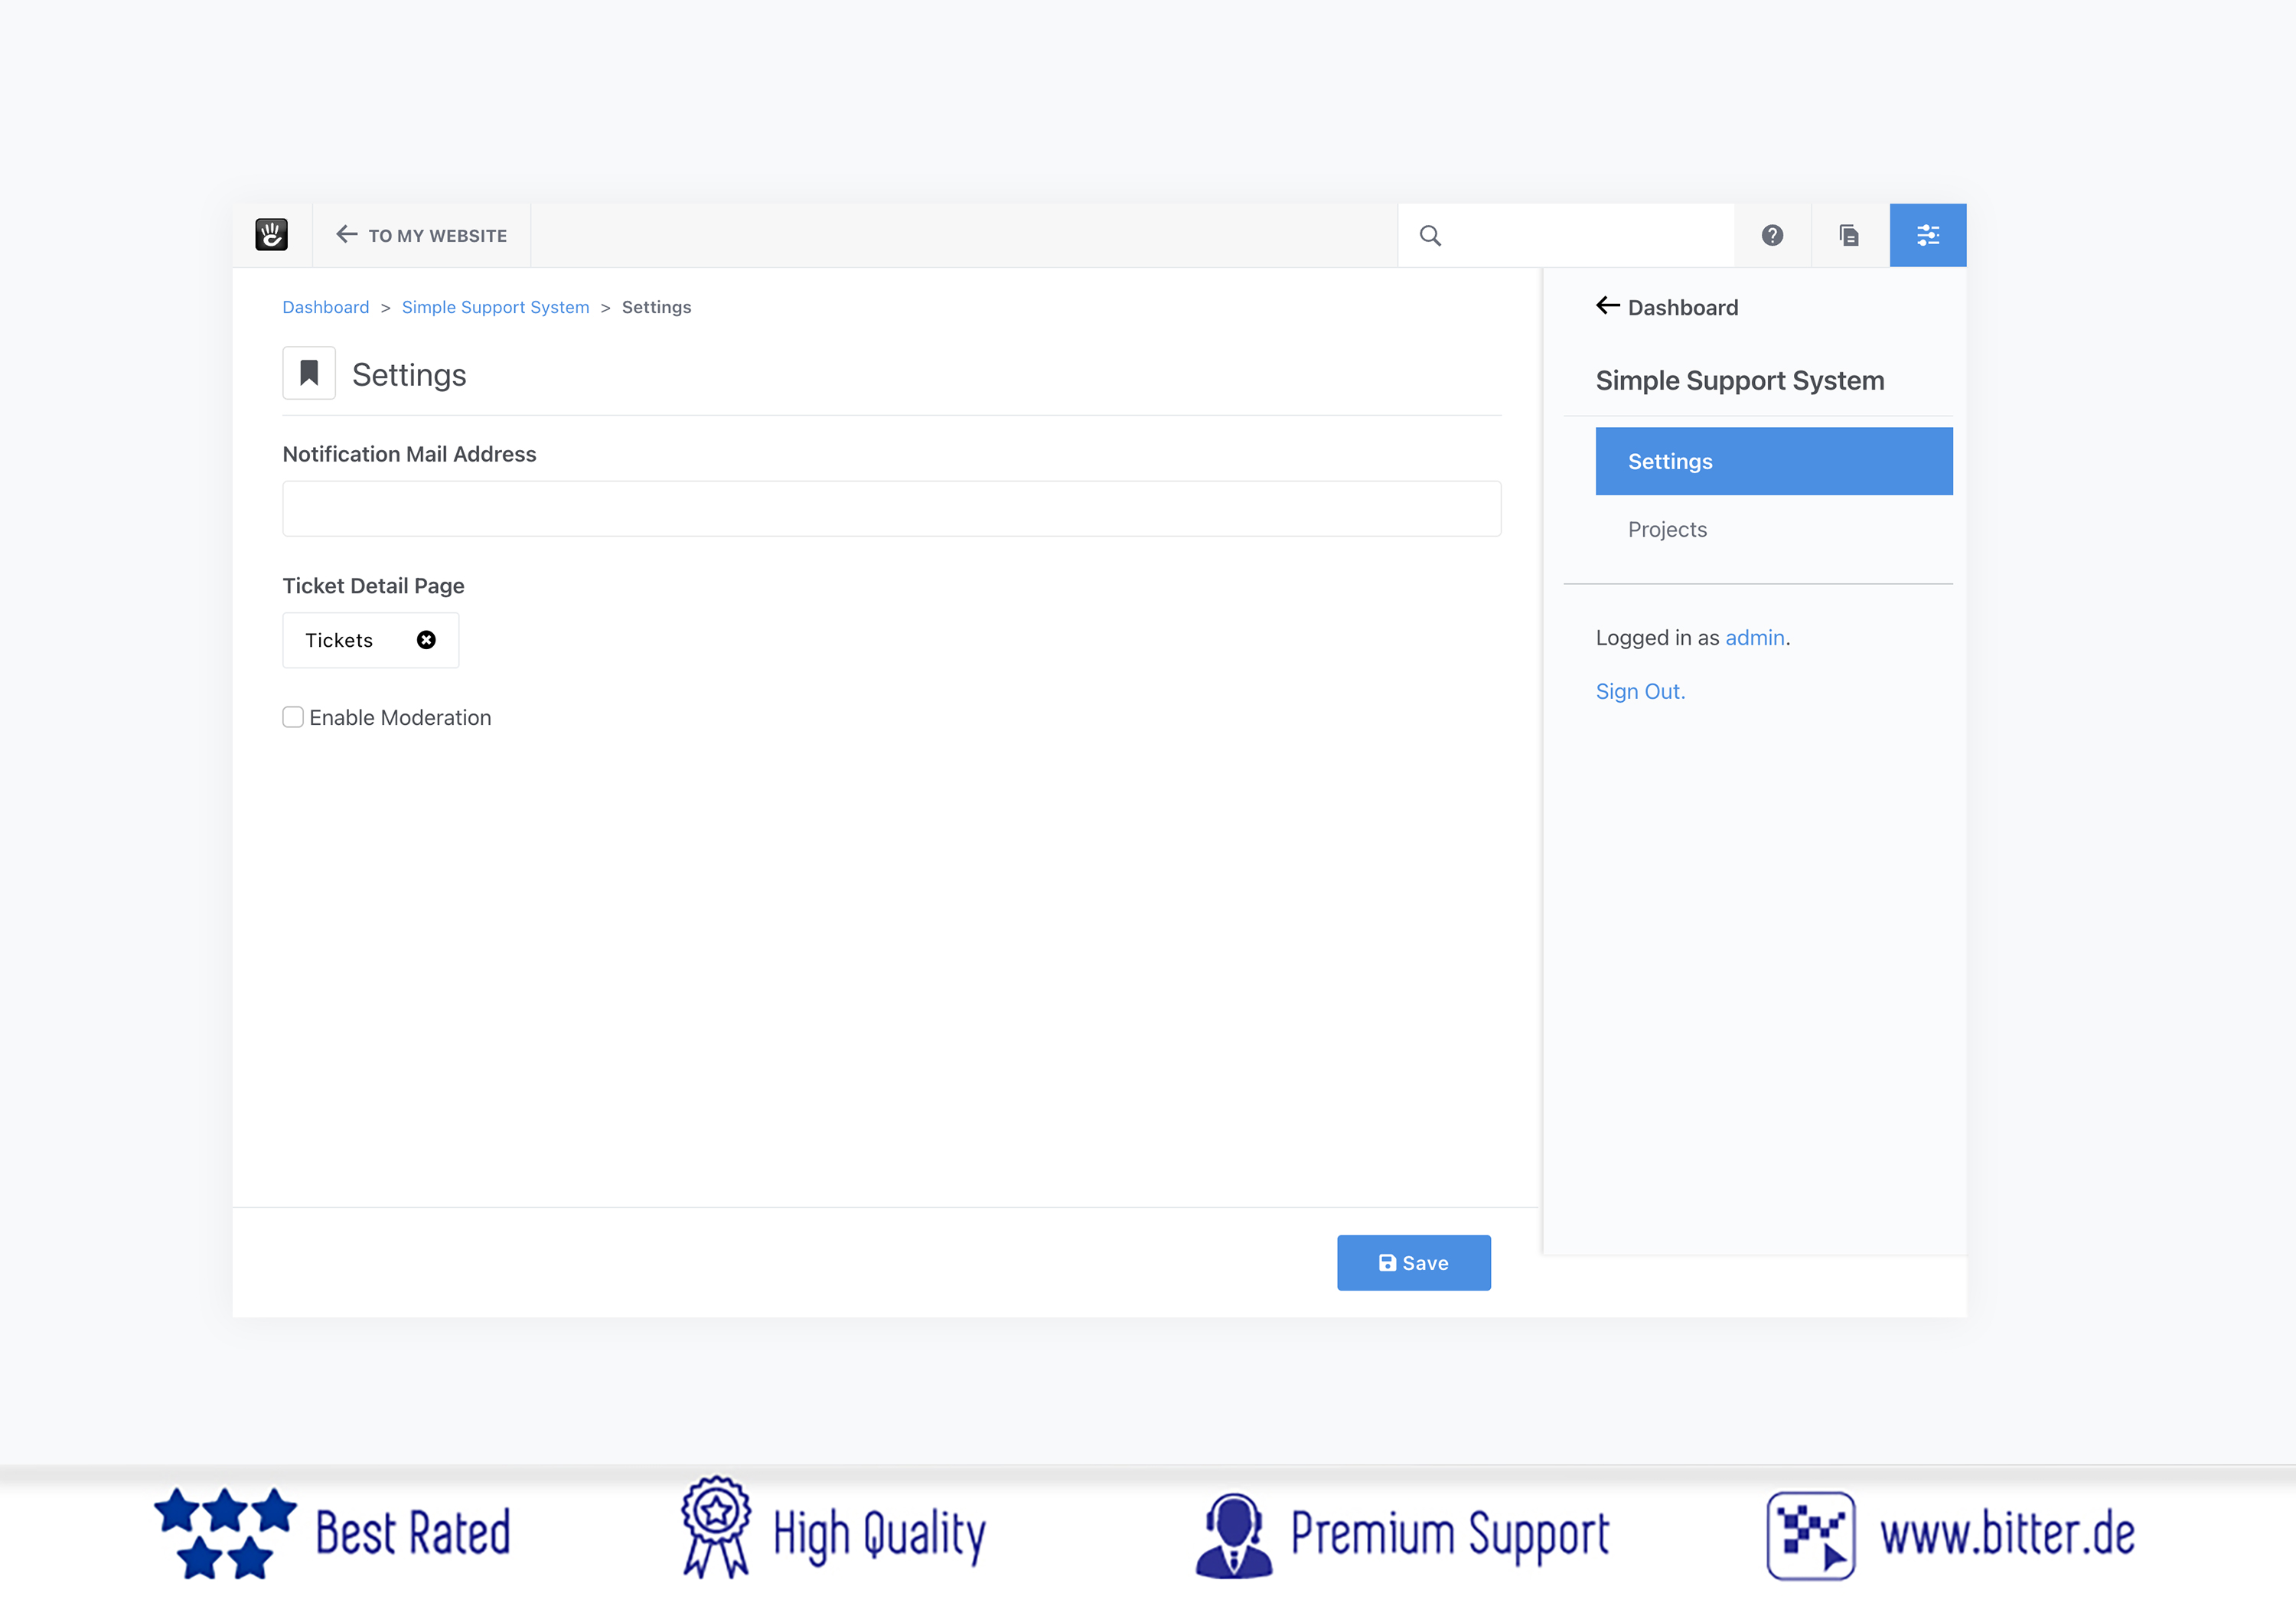 TO MY WEBSITE
Dashboard > Simple Support System > Settings
Settings
Notification Mail Address
Ticket Detail Page
Tickets
Enable Moderation
Save
Dashboard
Simple Support System
Settings
Projects
Logged in as admin.
Sign Out.
Best Rated
High Quality
Premium Support
www.bitter.de